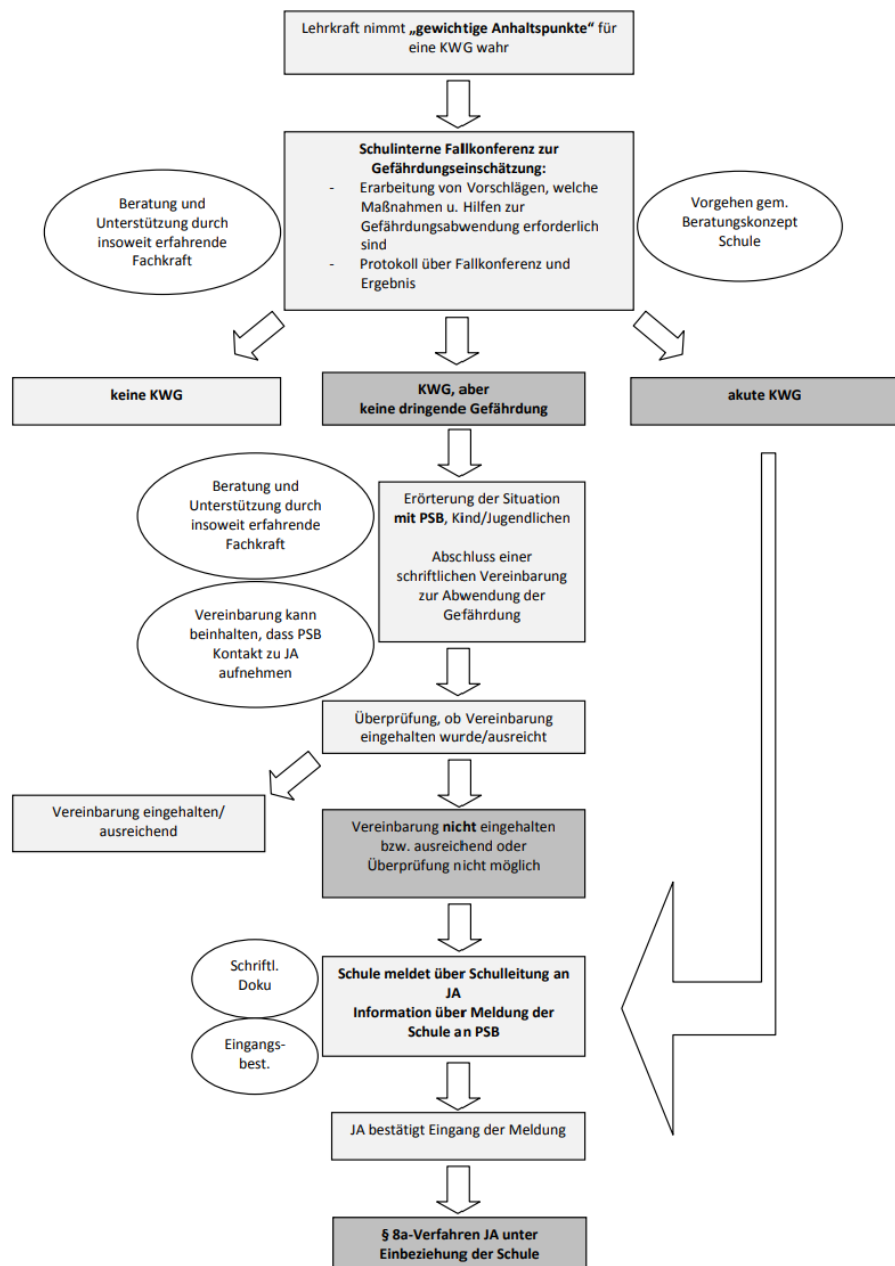 Lehrkraft nimmt „gewichtige Anhaltspunkte“ für
eine KWG wahr
Schulinterne Fallkonferenz zur
Gefährdungseinschätzung:
- Erarbeitung von Vorschlägen, welche
Maßnahmen u. Hilfen zur
Gefährdungsabwendung erforderlich
sind
- Protokoll über Fallkonferenz und
Ergebnis
Beratung und
Unterstützung durch
insoweit erfahrende
Fachkraft
Vorgehen gem.
Beratungskonzept
Schule
keine KWG
KWG, aber
keine dringende Gefährdung
akute KWG
Beratung und
Unterstützung durch
insoweit erfahrende
Fachkraft
Erörterung der Situation
mit PSB, Kind/Jugendlichen
Abschluss einer
schriftlichen Vereinbarung
zur Abwendung der
Gefährdung
Vereinbarung kann
beinhalten, dass PSB
Kontakt zu JA
aufnehmen
Überprüfung, ob Vereinbarung
eingehalten wurde/ausreicht
Vereinbarung eingehalten/
ausreichend
Vereinbarung nicht eingehalten
bzw. ausreichend oder
Überprüfung nicht möglich
Schriftl.
Doku
Eingangs-
best.
Schule meldet über Schulleitung an
JA
Information über Meldung der
Schule an PSB
JA bestätigt Eingang der Meldung
§ 8a-Verfahren JA unter
Einbeziehung der Schule